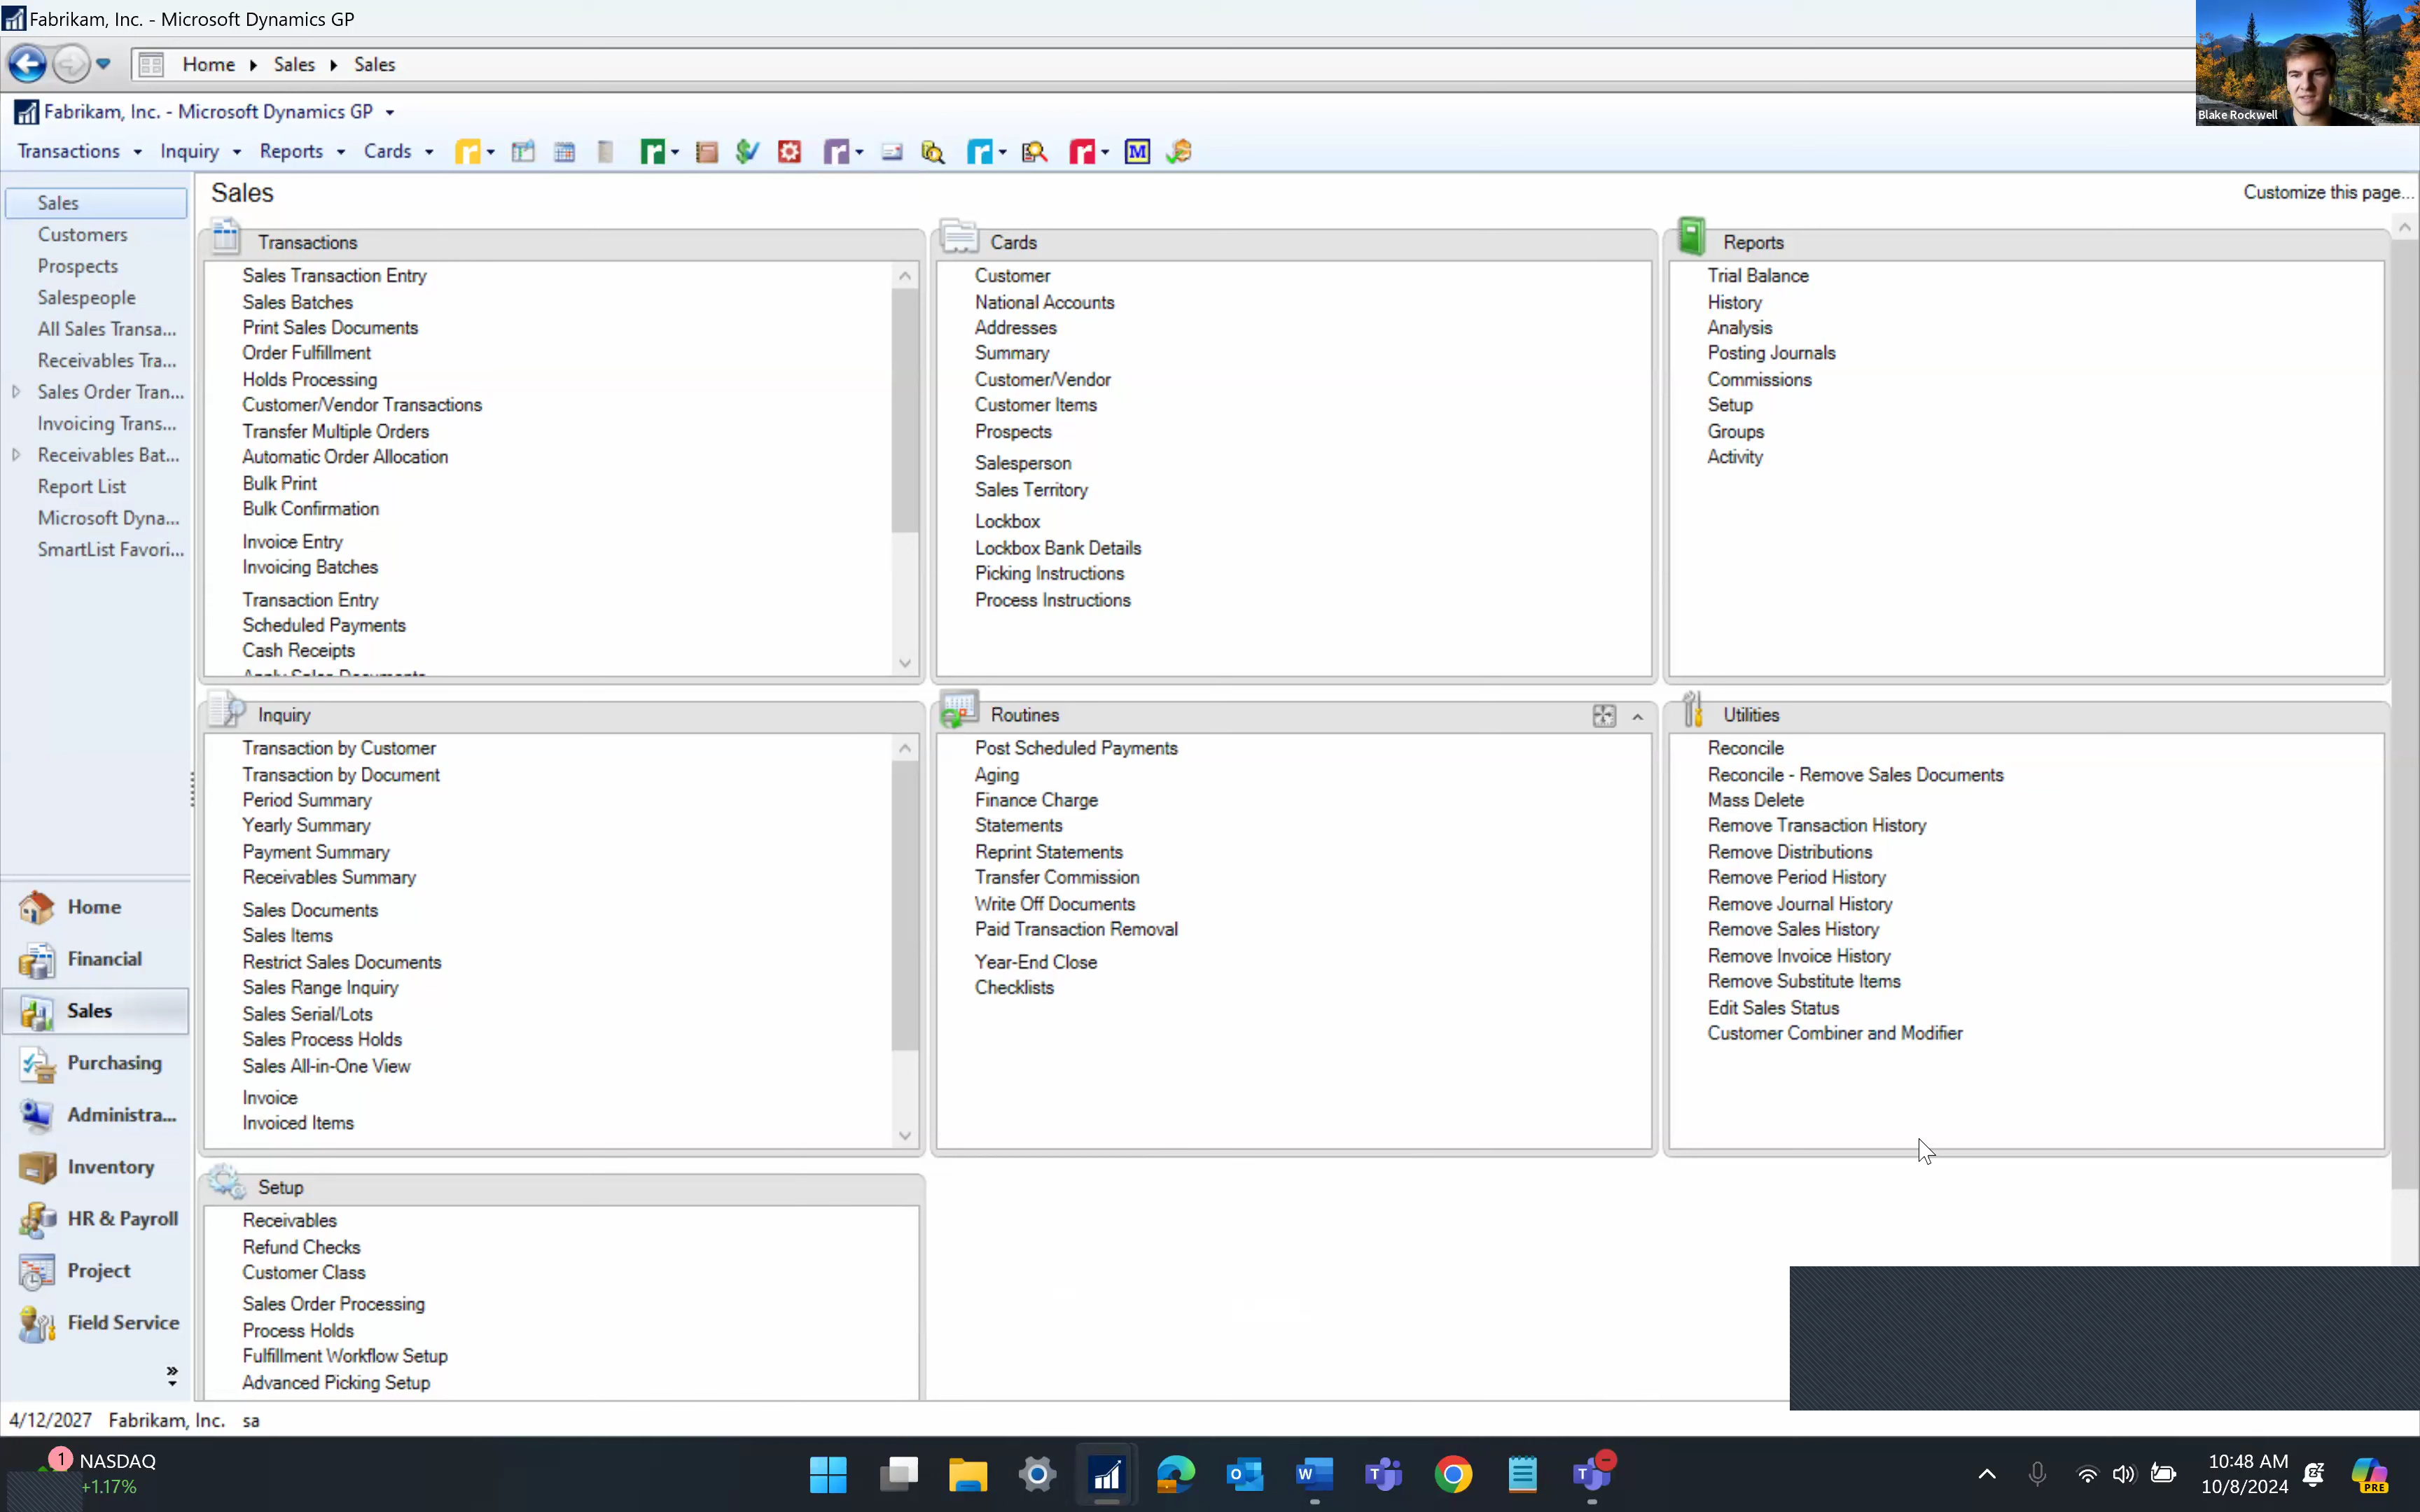 Fabrikam, Inc. - Microsoft Dynamics GP
Home Sales Sales
Blake Rockwell
Fabrikam, Inc. - Microsoft Dynamics GP
Transactions Inquiry Reports Cards
Sales
Customers
Prospects
Salespeople
All Sales Transa...
Receivables Tra...
Sales Order Tran...
Invoicing Trans...
Receivables Bat...
Report List
Microsoft Dyna...
SmartList Favori...
Home
Financial
Sales
Purchasing
Administra...
Inventory
HR & Payroll
Project
Field Service
Sales
Customize this page...
Transactions
Sales Transaction Entry
Sales Batches
Print Sales Documents
Order Fulfillment
Holds Processing
Customer/Vendor Transactions
Transfer Multiple Orders
Automatic Order Allocation
Bulk Print
Bulk Confirmation
Invoice Entry
Invoicing Batches
Transaction Entry
Scheduled Payments
Cash Receipts
Apply Sales Documents
Cards
Customer
National Accounts
Addresses
Summary
Customer/Vendor
Customer Items
Prospects
Salesperson
Sales Territory
Lockbox
Lockbox Bank Details
Picking Instructions
Process Instructions
Reports
Trial Balance
History
Analysis
Posting Journals
Commissions
Setup
Groups
Activity
Inquiry
Transaction by Customer
Transaction by Document
Period Summary
Yearly Summary
Payment Summary
Receivables Summary
Sales Documents
Sales Items
Restrict Sales Documents
Sales Range Inquiry
Sales Serial/Lots
Sales Process Holds
Sales All-in-One View
Invoice
Invoiced Items
Routines
Post Scheduled Payments
Aging
Finance Charge
Statements
Reprint Statements
Transfer Commission
Write Off Documents
Paid Transaction Removal
Year-End Close
Checklists
Utilities
Reconcile
Reconcile - Remove Sales Documents
Mass Delete
Remove Transaction History
Remove Distributions
Remove Period History
Remove Journal History
Remove Sales History
Remove Invoice History
Remove Substitute Items
Edit Sales Status
Customer Combiner and Modifier
Setup
Receivables
Refund Checks
Customer Class
Sales Order Processing
Process Holds
Fulfillment Workflow Setup
Advanced Picking Setup
4/12/2027 Fabrikam, Inc. sa
1 NASDAQ
+1.17%
10:48 AM
10/8/2024
PRE